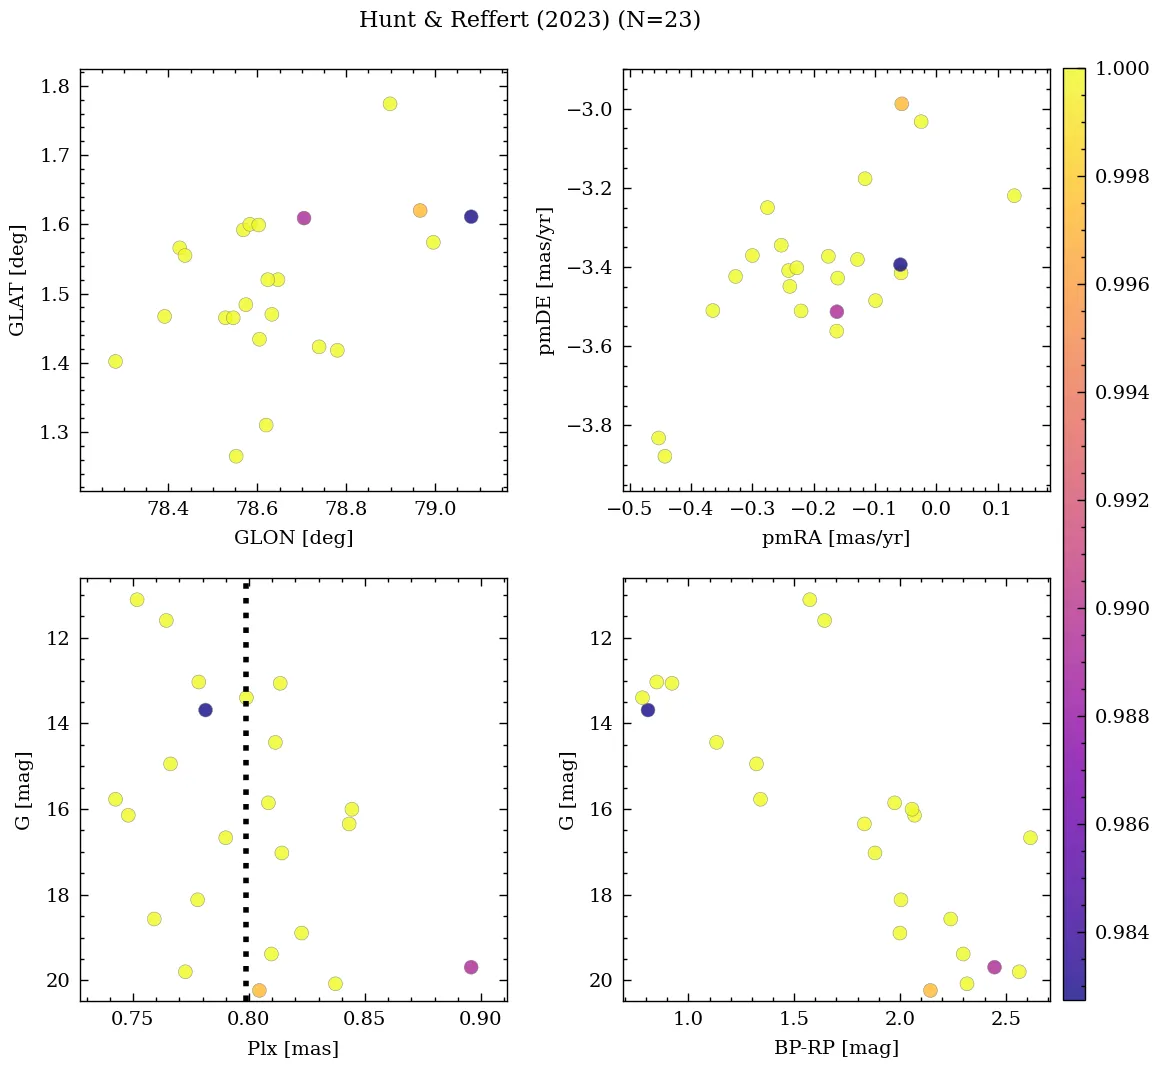 Hunt & Reffert (2023) (N=23)
1.8
1.7
1.6
1.5
1.4
1.3
GLAT [deg]
78.4 78.6 78.8 79.0
GLON [deg]
−3.0
−3.2
−3.4
−3.6
−3.8
pmDE [mas/yr]
−0.5 −0.4 −0.3 −0.2 −0.1 0.0 0.1
pmRA [mas/yr]
12
14
16
18
20
G [mag]
0.75 0.80 0.85 0.90
Plx [mas]
12
14
16
18
20
G [mag]
1.0 1.5 2.0 2.5
BP-RP [mag]
1.000
0.998
0.996
0.994
0.992
0.990
0.988
0.986
0.984